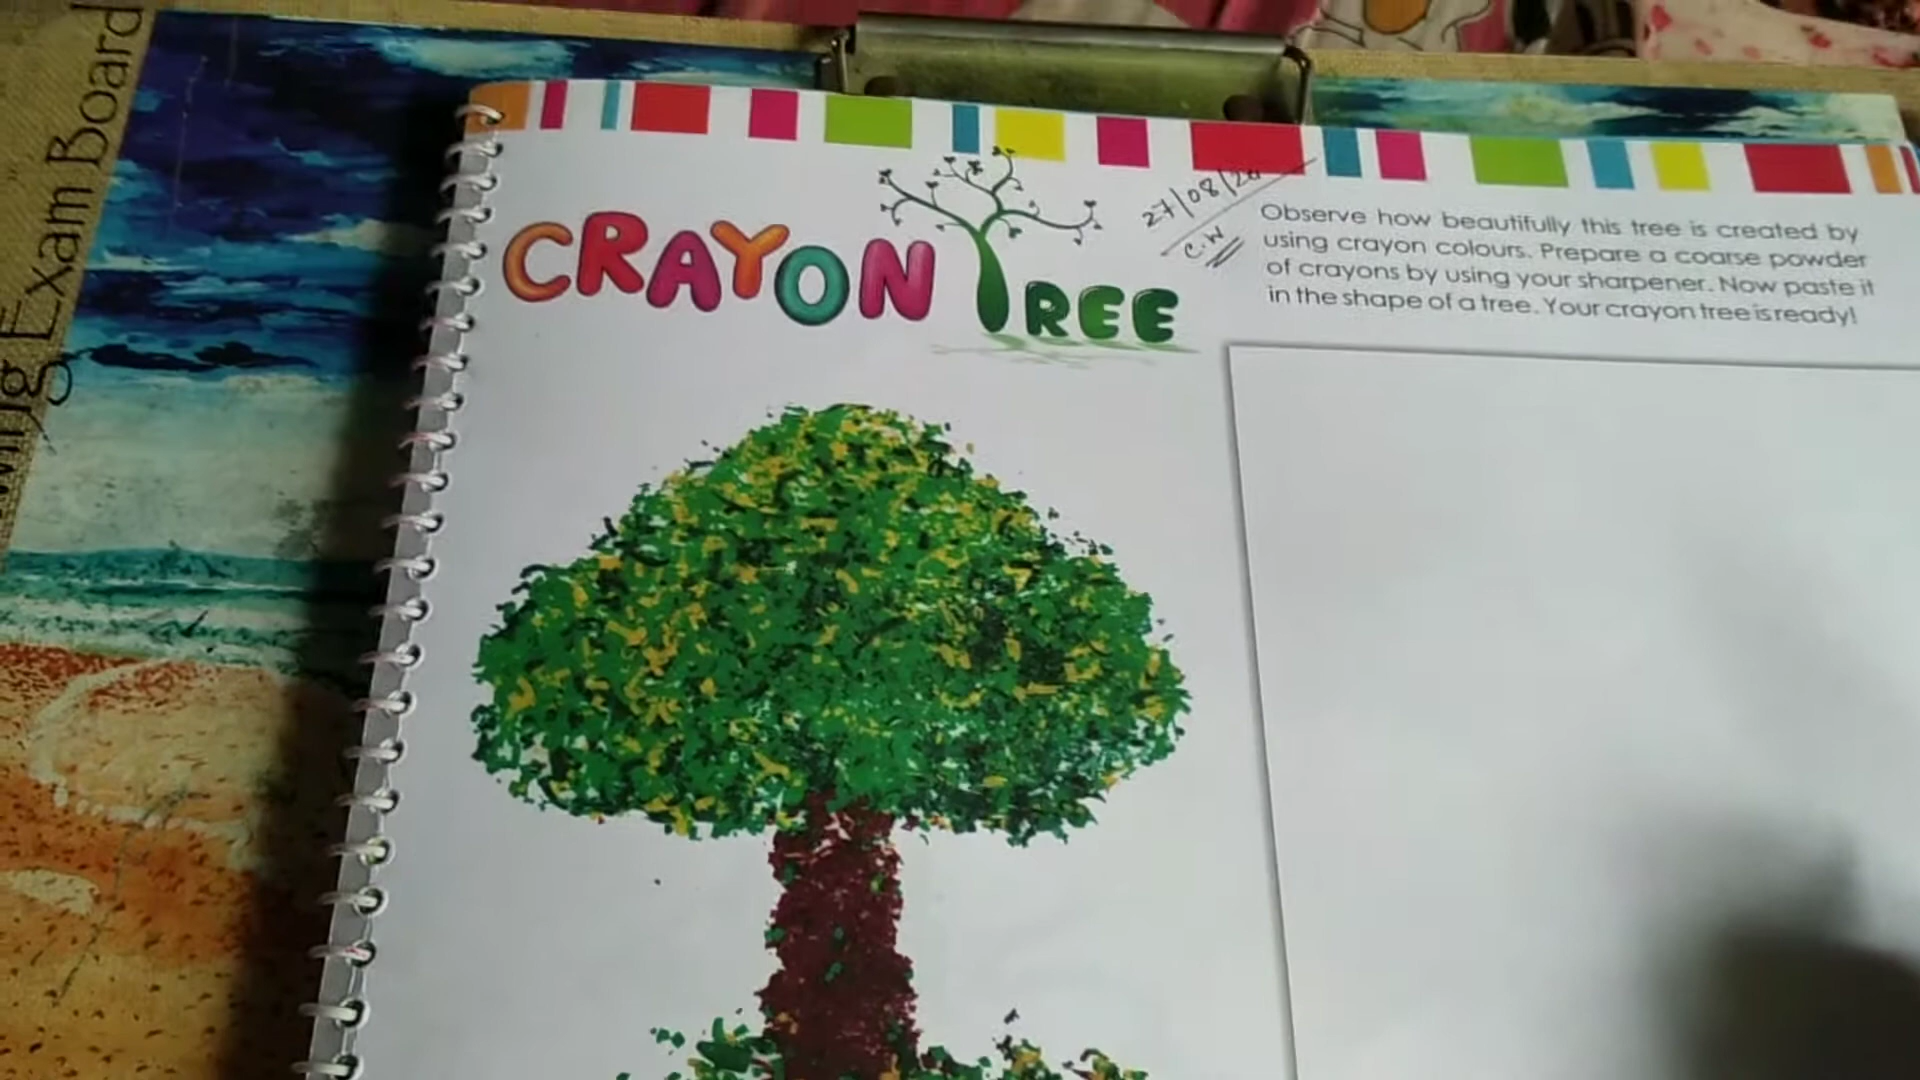 Exam Board
CRAYON TREE
27/08/20
C.W
Observe how beautifully this tree is created by
using crayon colours. Prepare a coarse powder
of crayons by using your sharpener. Now paste it
in the shape of a tree. Your crayon tree is ready!